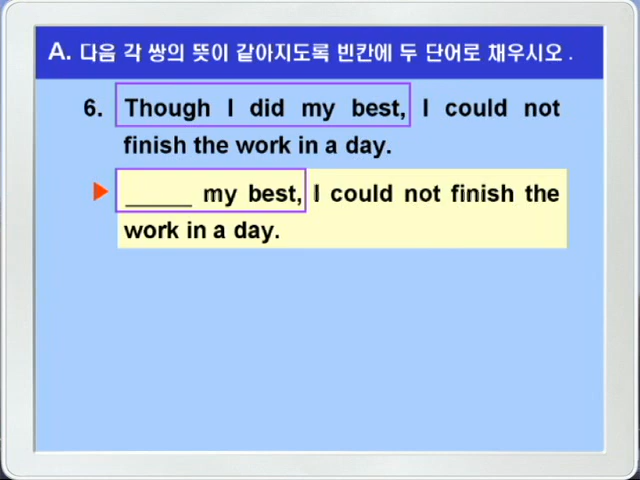 A. 다음 각 쌍의 뜻이 같아지도록 빈칸에 두 단어로 채우시오 .
6. Though I did my best, I could not
finish the work in a day.
_____ my best, I could not finish the
work in a day.